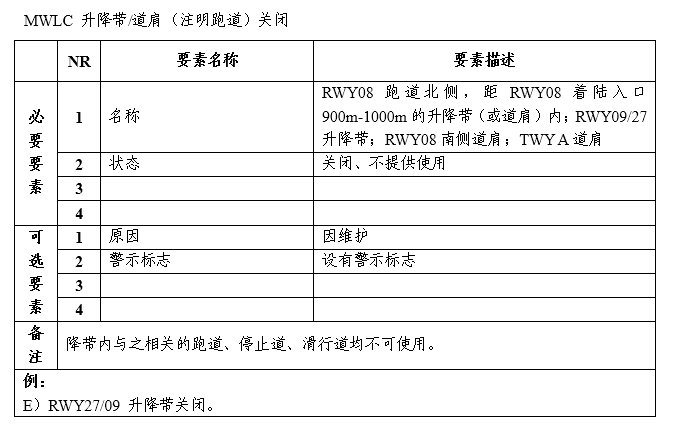 MWLC 升降带/道肩（注明跑道）关闭
NR 要素名称 要素描述
必要要素
1 名称 RWY08 跑道北侧，距 RWY08 着陆入口
900m-1000m 的升降带（或道肩）内；RWY09/27
升降带；RWY08 南侧道肩；TWY A 道肩
2 状态 关闭、不提供使用
3
4
可选要素
1 原因 因维护
2 警示标志 设有警示标志
3
4
备注 降带内与之相关的跑道、停止道、滑行道均不可使用。
例：
E）RWY27/09 升降带关闭。